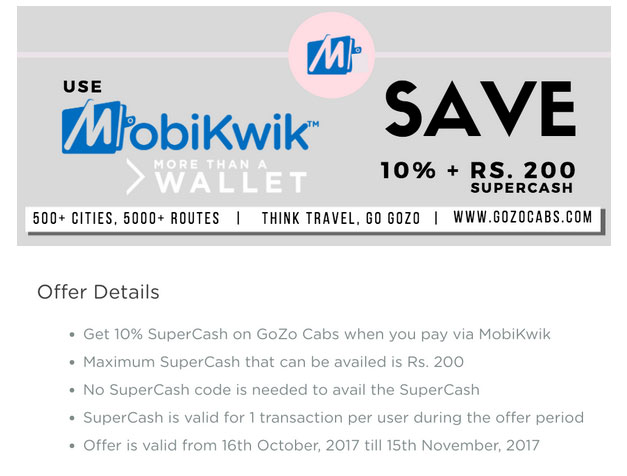 USE
MobiKwik™
MORE THAN A
WALLET
SAVE
10% + RS. 200
SUPERCASH
500+ CITIES, 5000+ ROUTES | THINK TRAVEL, GO GOZO | WWW.GOZOCABS.COM
Offer Details
• Get 10% SuperCash on GoZo Cabs when you pay via MobiKwik
• Maximum SuperCash that can be availed is Rs. 200
• No SuperCash code is needed to avail the SuperCash
• SuperCash is valid for 1 transaction per user during the offer period
• Offer is valid from 16th October, 2017 till 15th November, 2017